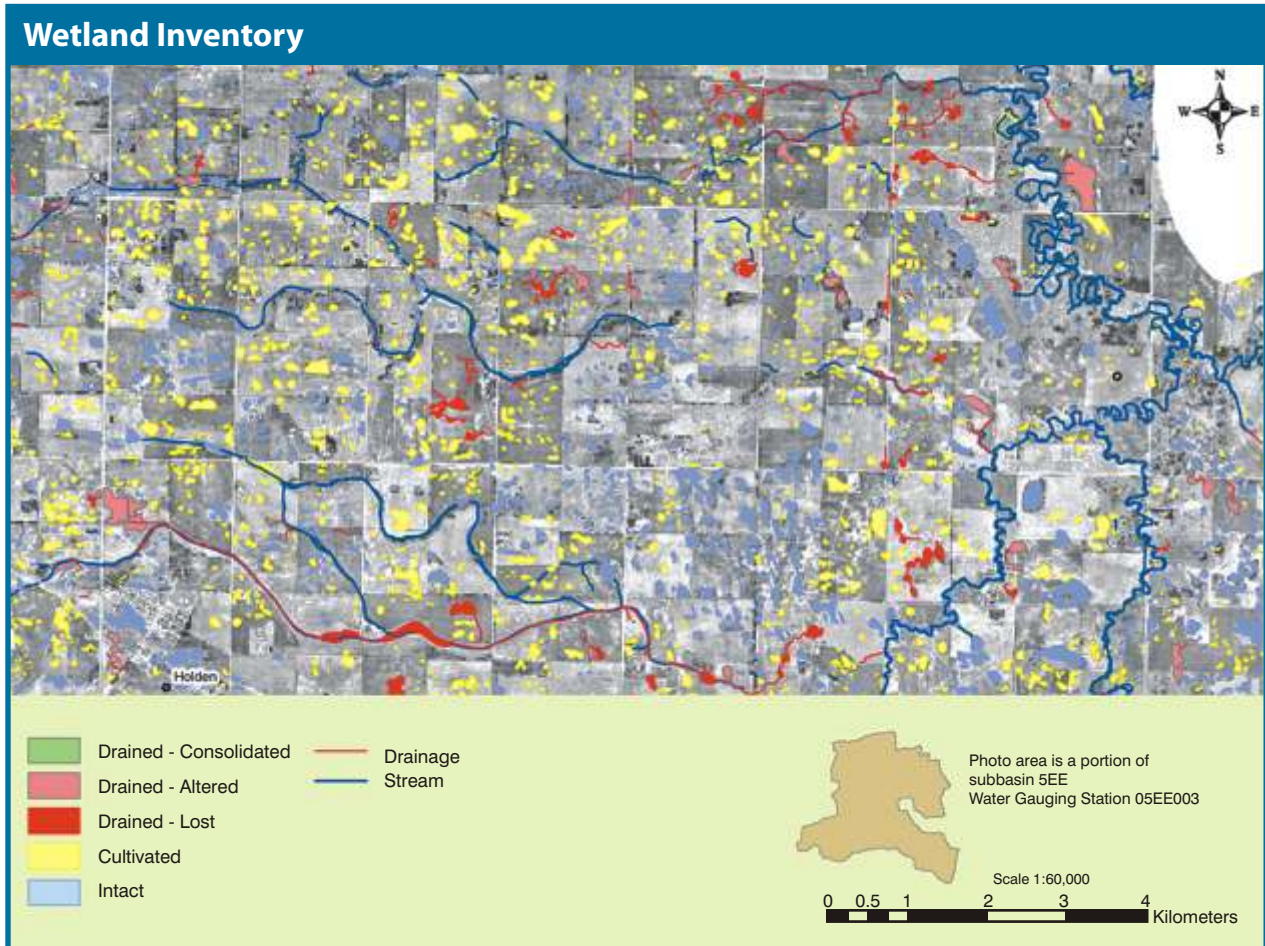 Wetland Inventory
N
W E
S
Holden
Drained - Consolidated
Drained - Altered
Drained - Lost
Cultivated
Intact
Drainage
Stream
Photo area is a portion of
subbasin 5EE
Water Gauging Station 05EE003
Scale 1:60,000
0 0.5 1 2 3 4
Kilometers